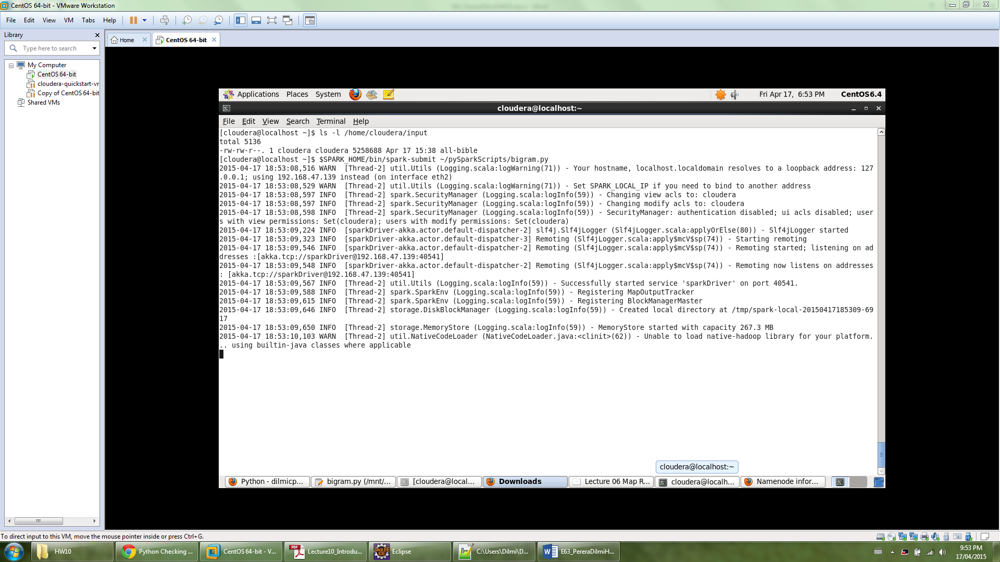 CentOS 64-bit - VMware Workstation
File Edit View VM Tabs Help
Library
Type here to search
My Computer
CentOS 64-bit
cloudera-quickstart-vr
Copy of CentOS 64-bit
Shared VMs
Home
CentOS 64-bit
Applications Places System
Fri Apr 17, 6:53 PM
CentOS6.4
cloudera@localhost:~
File Edit View Search Terminal Help
[cloudera@localhost ~]$ ls -l /home/cloudera/input
total 5136
-rw-rw-r--. 1 cloudera cloudera 5258688 Apr 17 15:38 all-bible
[cloudera@localhost ~]$ $SPARK_HOME/bin/spark-submit ~/pySparkScripts/bigram.py
2015-04-17 18:53:08,516 WARN  [Thread-2] util.Utils (Logging.scala:logWarning(71)) - Your hostname, localhost.localdomain resolves to a loopback address: 127
.0.0.1; using 192.168.47.139 instead (on interface eth2)
2015-04-17 18:53:08,529 WARN  [Thread-2] util.Utils (Logging.scala:logWarning(71)) - Set SPARK_LOCAL_IP if you need to bind to another address
2015-04-17 18:53:08,597 INFO  [Thread-2] spark.SecurityManager (Logging.scala:logInfo(59)) - Changing view acls to: cloudera
2015-04-17 18:53:08,597 INFO  [Thread-2] spark.SecurityManager (Logging.scala:logInfo(59)) - Changing modify acls to: cloudera
2015-04-17 18:53:08,598 INFO  [Thread-2] spark.SecurityManager (Logging.scala:logInfo(59)) - SecurityManager: authentication disabled; ui acls disabled; user
s with view permissions: Set(cloudera); users with modify permissions: Set(cloudera)
2015-04-17 18:53:09,224 INFO  [sparkDriver-akka.actor.default-dispatcher-2] slf4j.Slf4jLogger (Slf4jLogger.scala:applyOrElse(80)) - Slf4jLogger started
2015-04-17 18:53:09,323 INFO  [sparkDriver-akka.actor.default-dispatcher-3] Remoting (Slf4jLogger.scala:apply$mcV$sp(74)) - Starting remoting
2015-04-17 18:53:09,546 INFO  [sparkDriver-akka.actor.default-dispatcher-2] Remoting (Slf4jLogger.scala:apply$mcV$sp(74)) - Remoting started; listening on ad
dresses :[akka.tcp://sparkDriver@192.168.47.139:40541]
2015-04-17 18:53:09,548 INFO  [sparkDriver-akka.actor.default-dispatcher-2] Remoting (Slf4jLogger.scala:apply$mcV$sp(74)) - Remoting now listens on addresses
: [akka.tcp://sparkDriver@192.168.47.139:40541]
2015-04-17 18:53:09,567 INFO  [Thread-2] util.Utils (Logging.scala:logInfo(59)) - Successfully started service 'sparkDriver' on port 40541.
2015-04-17 18:53:09,588 INFO  [Thread-2] spark.SparkEnv (Logging.scala:logInfo(59)) - Registering MapOutputTracker
2015-04-17 18:53:09,615 INFO  [Thread-2] spark.SparkEnv (Logging.scala:logInfo(59)) - Registering BlockManagerMaster
2015-04-17 18:53:09,646 INFO  [Thread-2] storage.DiskBlockManager (Logging.scala:logInfo(59)) - Created local directory at /tmp/spark-local-20150417185309-69
17
2015-04-17 18:53:09,650 INFO  [Thread-2] storage.MemoryStore (Logging.scala:logInfo(59)) - MemoryStore started with capacity 267.3 MB
2015-04-17 18:53:10,103 WARN  [Thread-2] util.NativeCodeLoader (NativeCodeLoader.java:<clinit>(62)) - Unable to load native-hadoop library for your platform.
.. using builtin-java classes where applicable
cloudera@localhost:~
Python - dilmicp...
bigram.py (/mnt/...
[cloudera@local...
Downloads
Lecture 06 Map R...
cloudera@localh...
Namenode infor...
To direct input to this VM, move the mouse pointer inside or press Ctrl+G.
HW10
Python Checking ...
CentOS 64-bit - V...
Lecture10_Introdu...
Eclipse
C:\Users\Dilmi\D...
E63_PereraDilmiH...
9:53 PM
17/04/2015